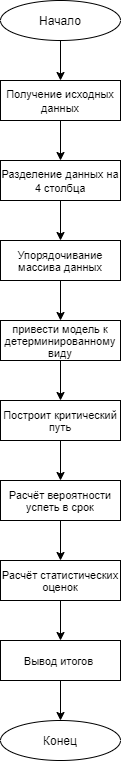 Начало
Получение исходных
данных
Разделение данных на
4 столбца
Упорядочивание
массива данных
привести модель к
детерминированному
виду
Построит критический
путь
Расчёт вероятности
успеть в срок
Расчёт статистических
оценок
Вывод итогов
Конец